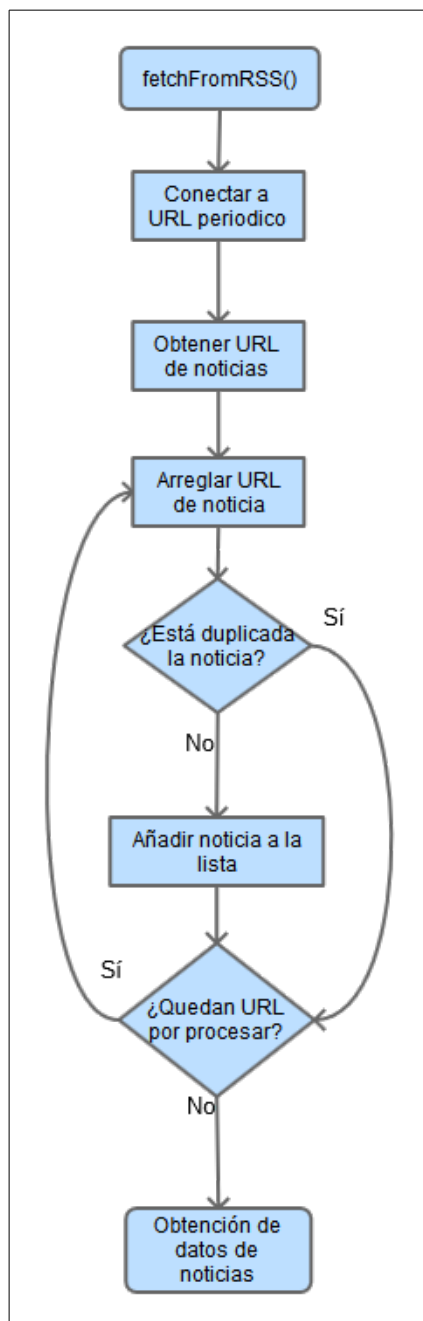 fetchFromRSS()
Conectar a
URL periodico
Obtener URL
de noticias
Arreglar URL
de noticia
¿Está duplicada
la noticia?
Sí
No
Añadir noticia a la
lista
Sí
¿Quedan URL
por procesar?
No
Obtención de
datos de
noticias